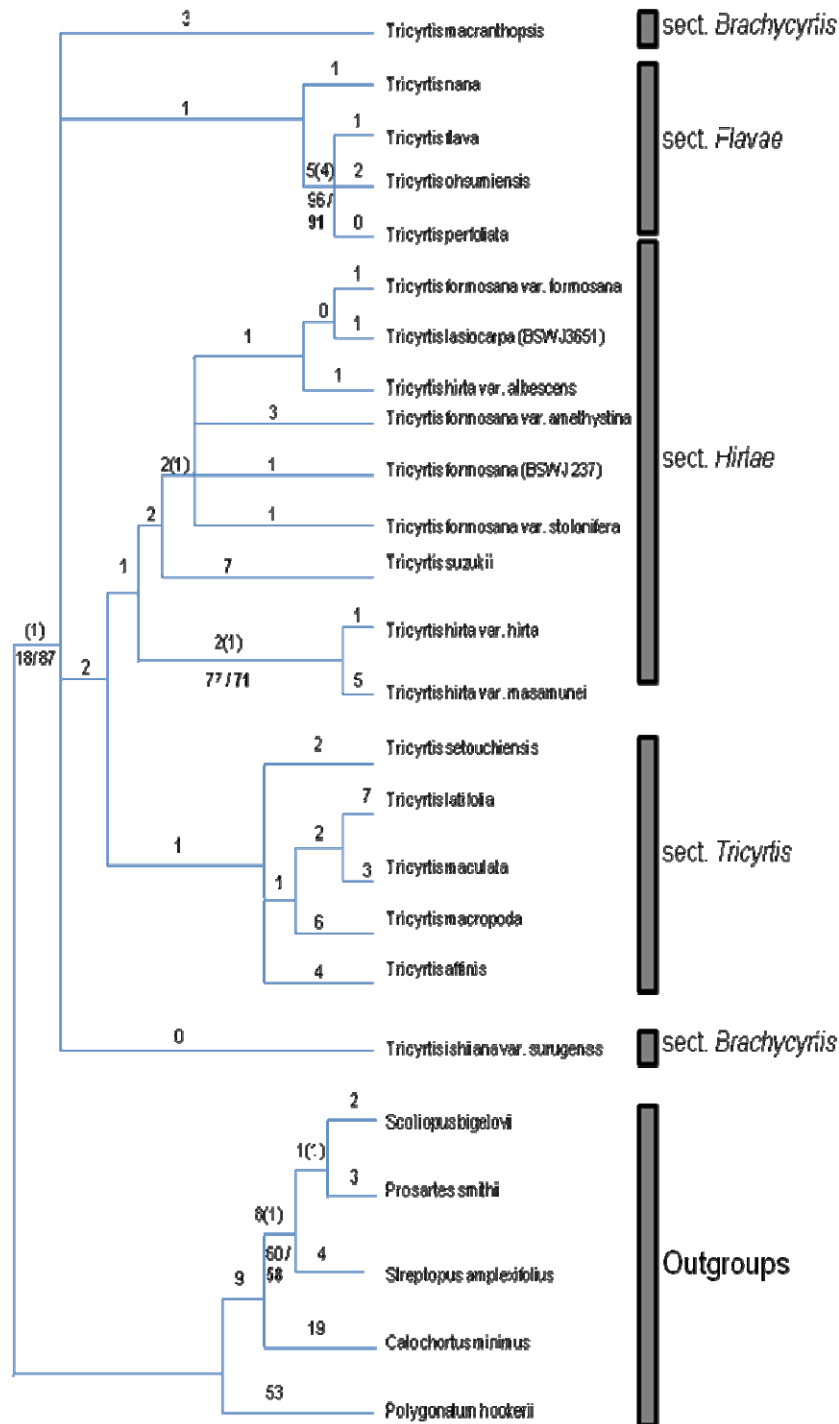 3
Tricyrtis macranthopsis
sect. Brachycyrtis
1
Tricyrtis nana
1
1
Tricyrtis flava
sect. Flavae
5(4)
2
Tricyrtis ohsumiensis
96 /
91
0
Tricyrtis perfoliata
1
Tricyrtis formosana var. formosana
0
1
1
Tricyrtis lasiocarpa (BSWJ3651)
1
Tricyrtis hirta var. albescens
3
Tricyrtis formosana var. amethystina
2(1)
1
Tricyrtis formosana (BSWJ 237)
sect. Hirtae
2
1
Tricyrtis formosana var. stolonifera
1
7
Tricyrtis suzukii
(1)
2(1)
1
Tricyrtis hirta var. hirta
18/87
2
77 / 71
5
Tricyrtis hirta var. masamunei
2
Tricyrtis setouchiensis
7
Tricyrtis latifolia
1
2
sect. Tricyrtis
1
3
Tricyrtis maculata
6
Tricyrtis macropoda
4
Tricyrtis affinis
0
Tricyrtis ishiiana var. surugenss
sect. Brachycyrtis
2
Scoliopus bigelovii
1(1)
3
Prosartes smithii
8(1)
60 /
58
4
Streptopus amplexifolius
Outgroups
9
19
Calochortus minimus
53
Polygonatum hookerii